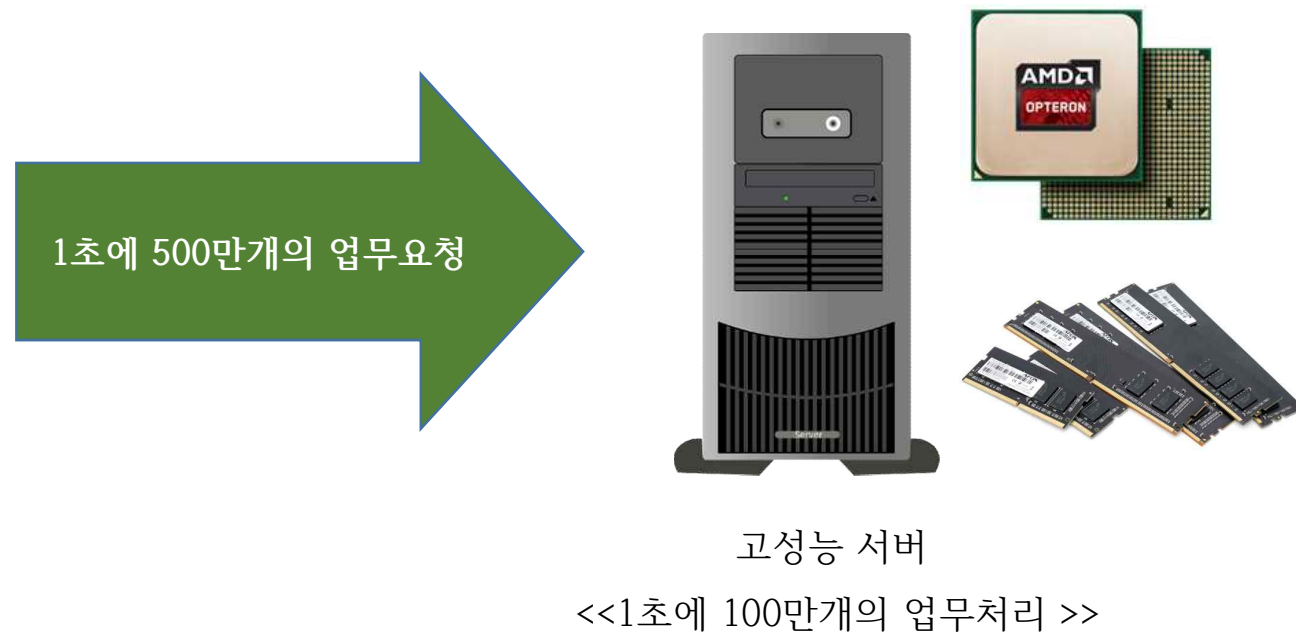 AMD
OPTERON
1초에 500만개의 업무요청
Server
고성능 서버
<<1초에 100만개의 업무처리 >>